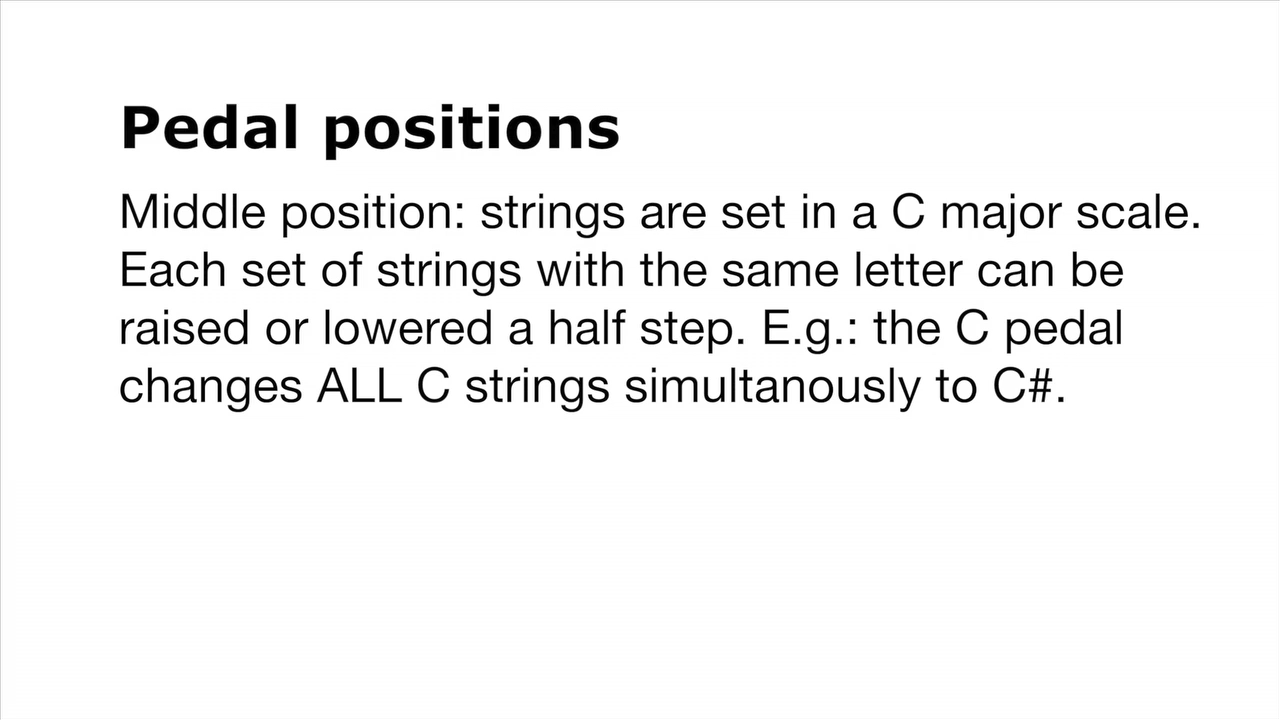 Pedal positions
Middle position: strings are set in a C major scale.
Each set of strings with the same letter can be
raised or lowered a half step. E.g.: the C pedal
changes ALL C strings simultanously to C#.